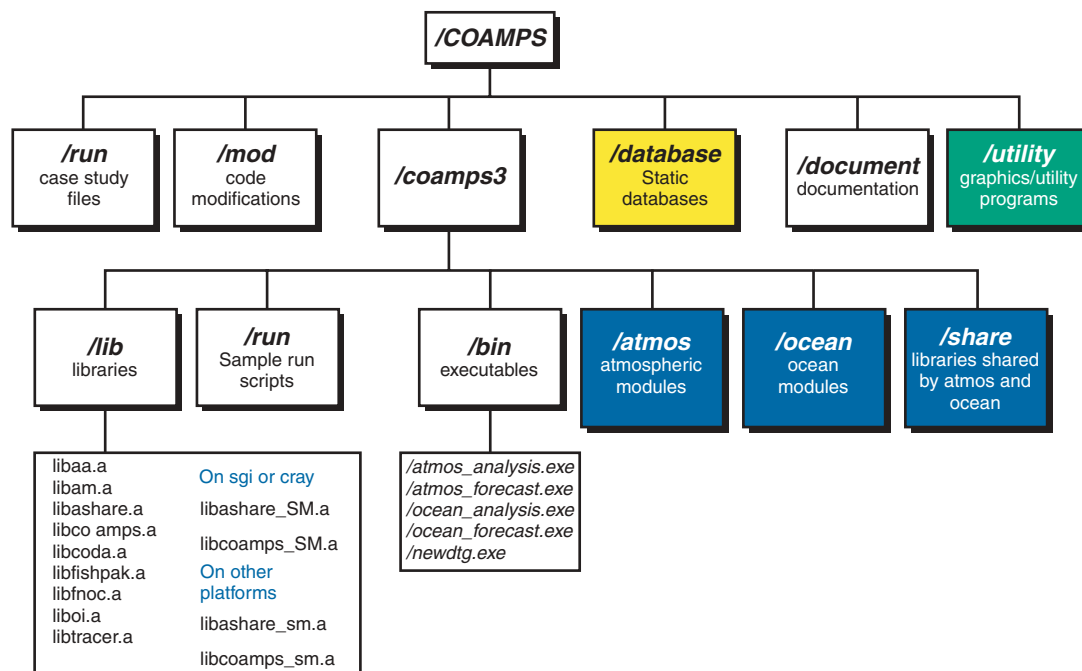 /COAMPS
/run
case study
files
/mod
code
modifications
/coamps3
/database
Static
databases
/document
documentation
/utility
graphics/utility
programs
/lib
libraries
/run
Sample run
scripts
/bin
executables
/atmos
atmospheric
modules
/ocean
ocean
modules
/share
libraries shared
by atmos and
ocean
libaa.a
libam.a
libashare.a
libco amps.a
libcoda.a
libfishpak.a
libfnoc.a
liboi.a
libtracer.a
On sgi or cray
libashare_SM.a
libcoamps_SM.a
On other
platforms
libashare_sm.a
libcoamps_sm.a
/atmos_analysis.exe
/atmos_forecast.exe
/ocean_analysis.exe
/ocean_forecast.exe
/newdtg.exe